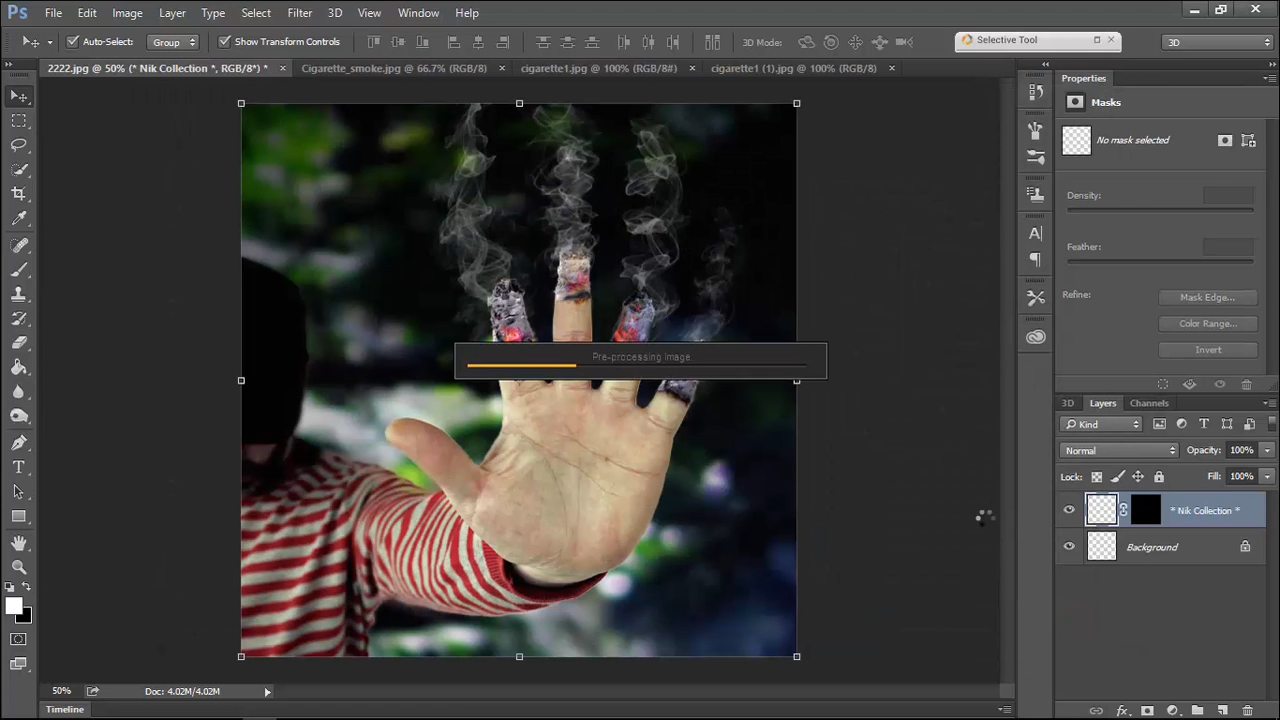 Ps File Edit Image Layer Type Select Filter 3D View Window Help
Auto-Select: Group Show Transform Controls 3D Mode: Selective Tool 3D
2222.jpg @ 50% (* Nik Collection *, RGB/8*) * Cigarette_smoke.jpg @ 66.7% (RGB/8) cigarette1.jpg @ 100% (RGB/8#) cigarette1 (1).jpg @ 100% (RGB/8)
Properties
Masks
No mask selected
Density:
Feather:
Refine: Mask Edge...
Color Range...
Invert
Pre-processing Image
3D Layers Channels
Kind
Normal Opacity: 100%
Lock: Fill: 100%
* Nik Collection *
Background
50% Doc: 4.02M/4.02M
Timeline